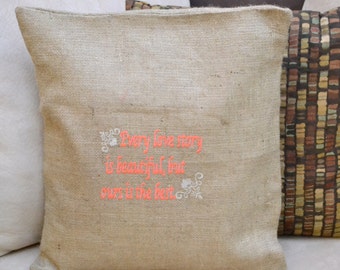 Every love story
is beautiful, but
ours is the best